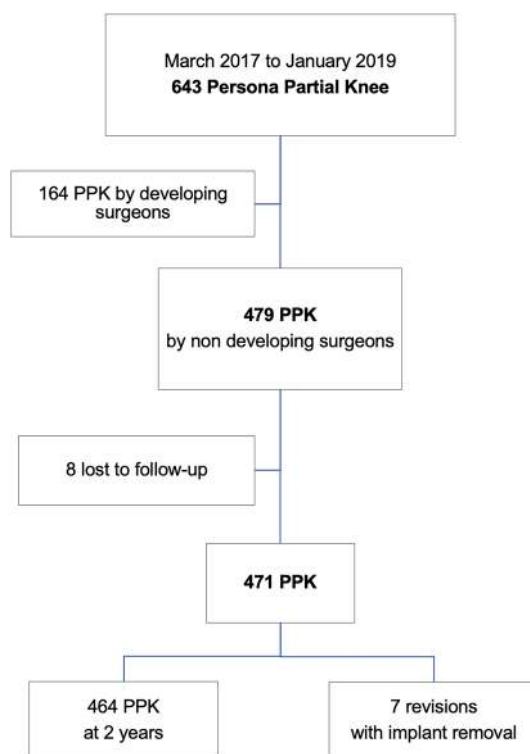 March 2017 to January 2019
643 Persona Partial Knee
164 PPK by developing
surgeons
479 PPK
by non developing surgeons
8 lost to follow-up
471 PPK
464 PPK
at 2 years
7 revisions
with implant removal